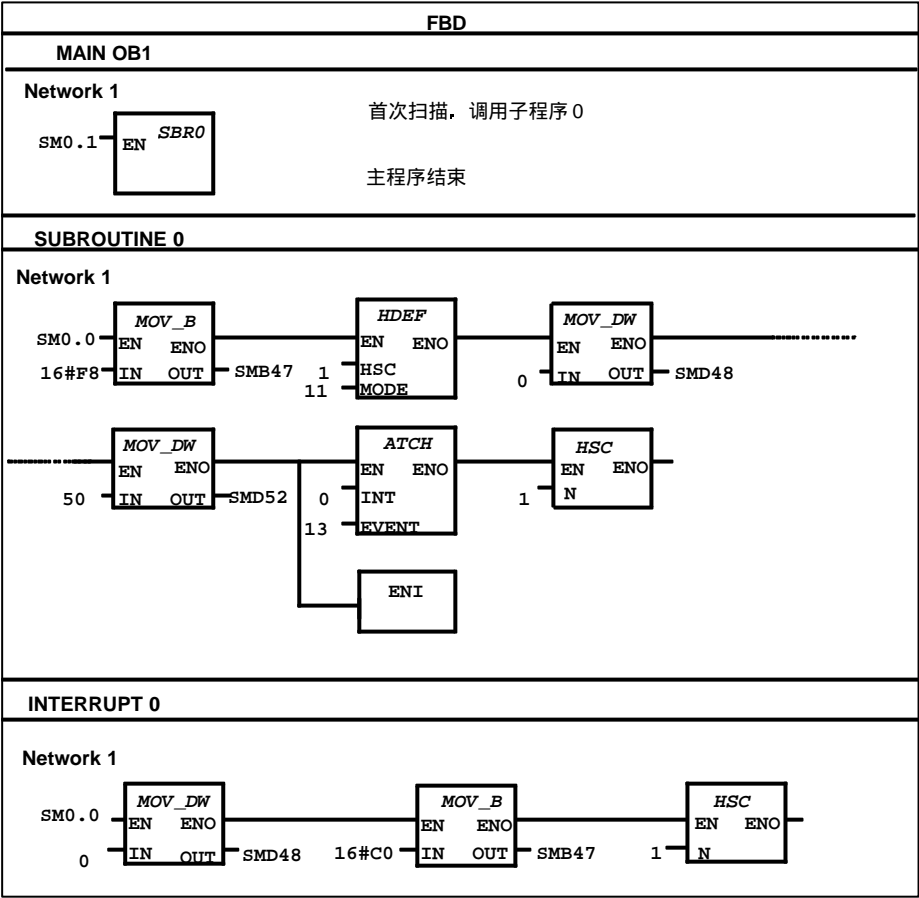 FBD
MAIN OB1
Network 1
首次扫描，调用子程序 0
SM0.1 EN SBR0
主程序结束
SUBROUTINE 0
Network 1
MOV_B HDEF MOV_DW
SM0.0 EN ENO EN ENO EN ENO
16#F8 IN OUT SMB47 1 HSC 0 IN OUT SMD48
11 MODE
MOV_DW ATCH HSC
EN ENO EN ENO EN ENO
50 IN OUT SMD52 0 INT 1 N
13 EVENT
ENI
INTERRUPT 0
Network 1
MOV_DW MOV_B HSC
SM0.0 EN ENO EN ENO EN ENO
0 IN OUT SMD48 16#C0 IN OUT SMB47 1 N